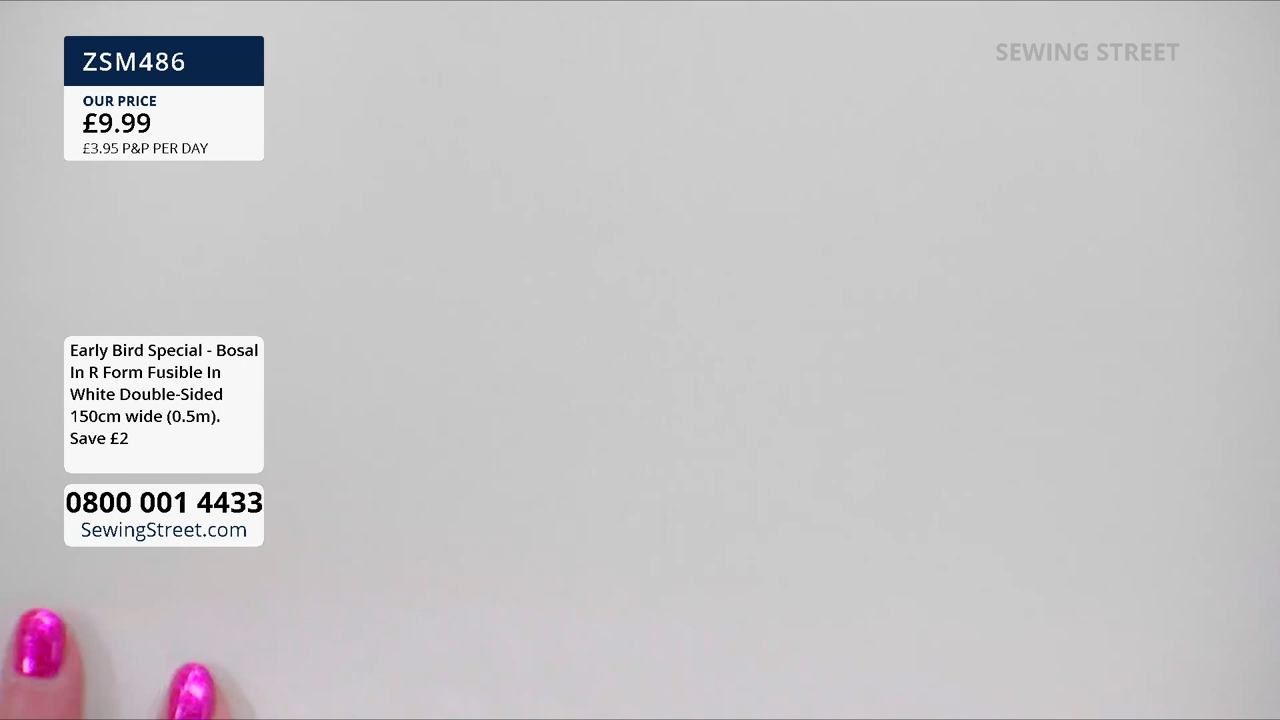 ZSM486
OUR PRICE
£9.99
£3.95 P&P PER DAY
SEWING STREET
Early Bird Special - Bosal
In R Form Fusible In
White Double-Sided
150cm wide (0.5m).
Save £2
0800 001 4433
SewingStreet.com